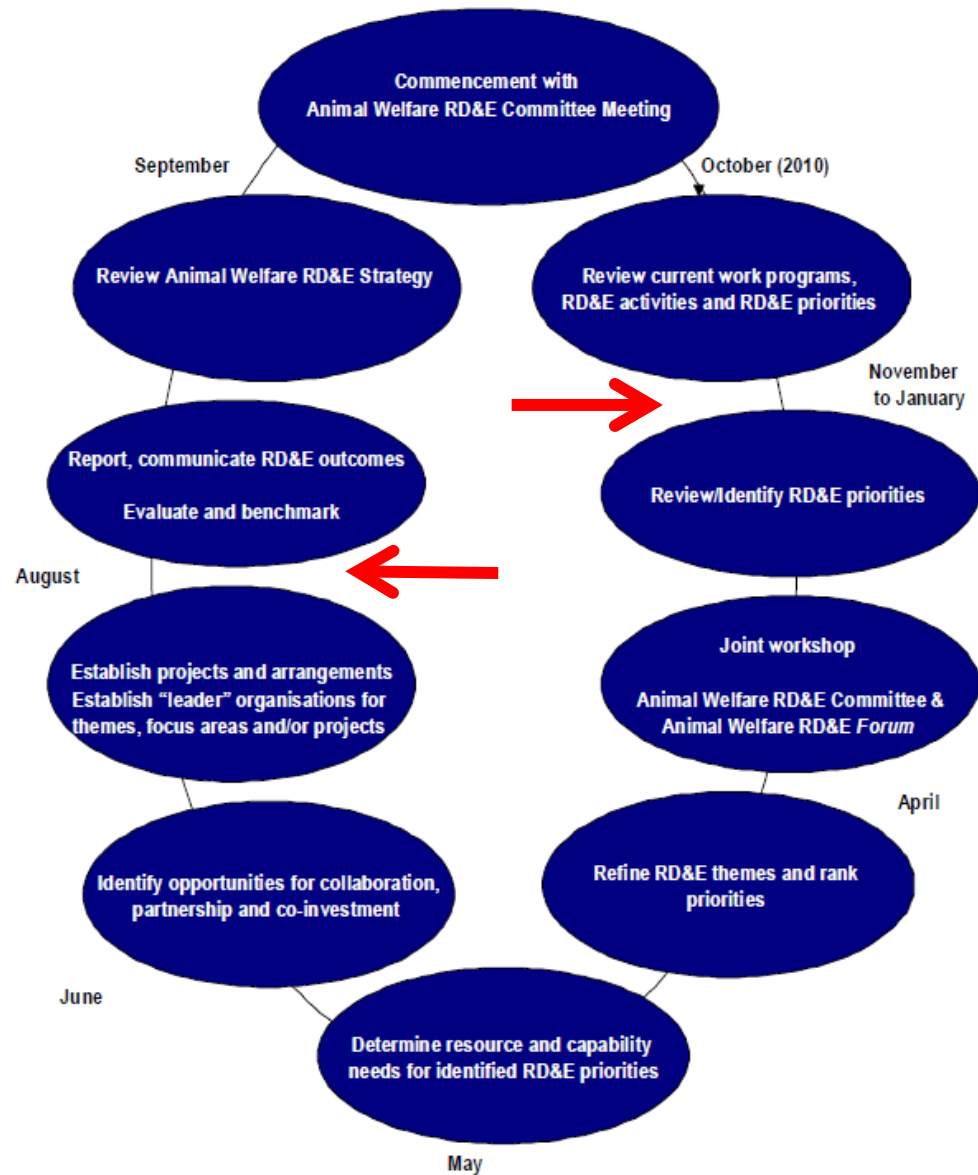 Commencement with
Animal Welfare RD&E Committee Meeting
September
October (2010)
Review Animal Welfare RD&E Strategy
Review current work programs,
RD&E activities and RD&E priorities
November
to January
Report, communicate RD&E outcomes
Evaluate and benchmark
Review/Identify RD&E priorities
August
Establish projects and arrangements
Establish “leader” organisations for
themes, focus areas and/or projects
Joint workshop
Animal Welfare RD&E Committee &
Animal Welfare RD&E Forum
April
Identify opportunities for collaboration,
partnership and co-investment
Refine RD&E themes and rank
priorities
June
Determine resource and capability
needs for identified RD&E priorities
May